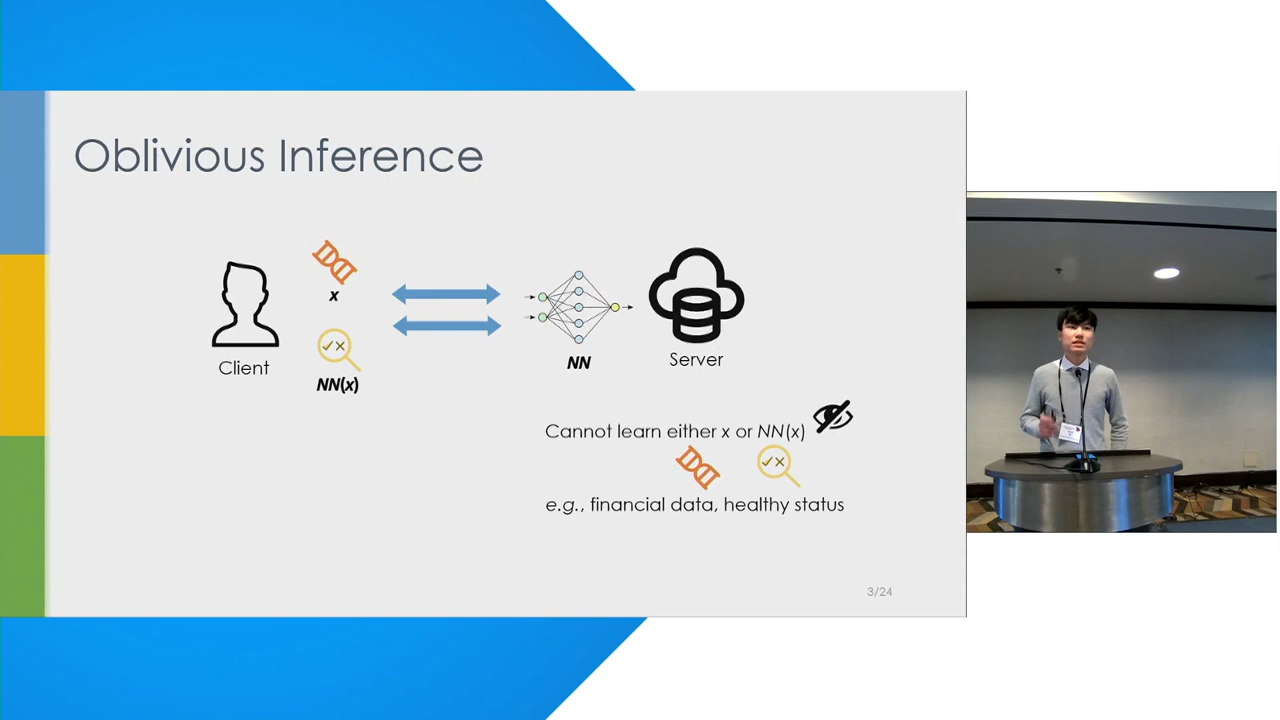 Oblivious Inference
x
NN(x)
Client
NN
Server
Cannot learn either x or NN(x)
e.g., financial data, healthy status
3/24